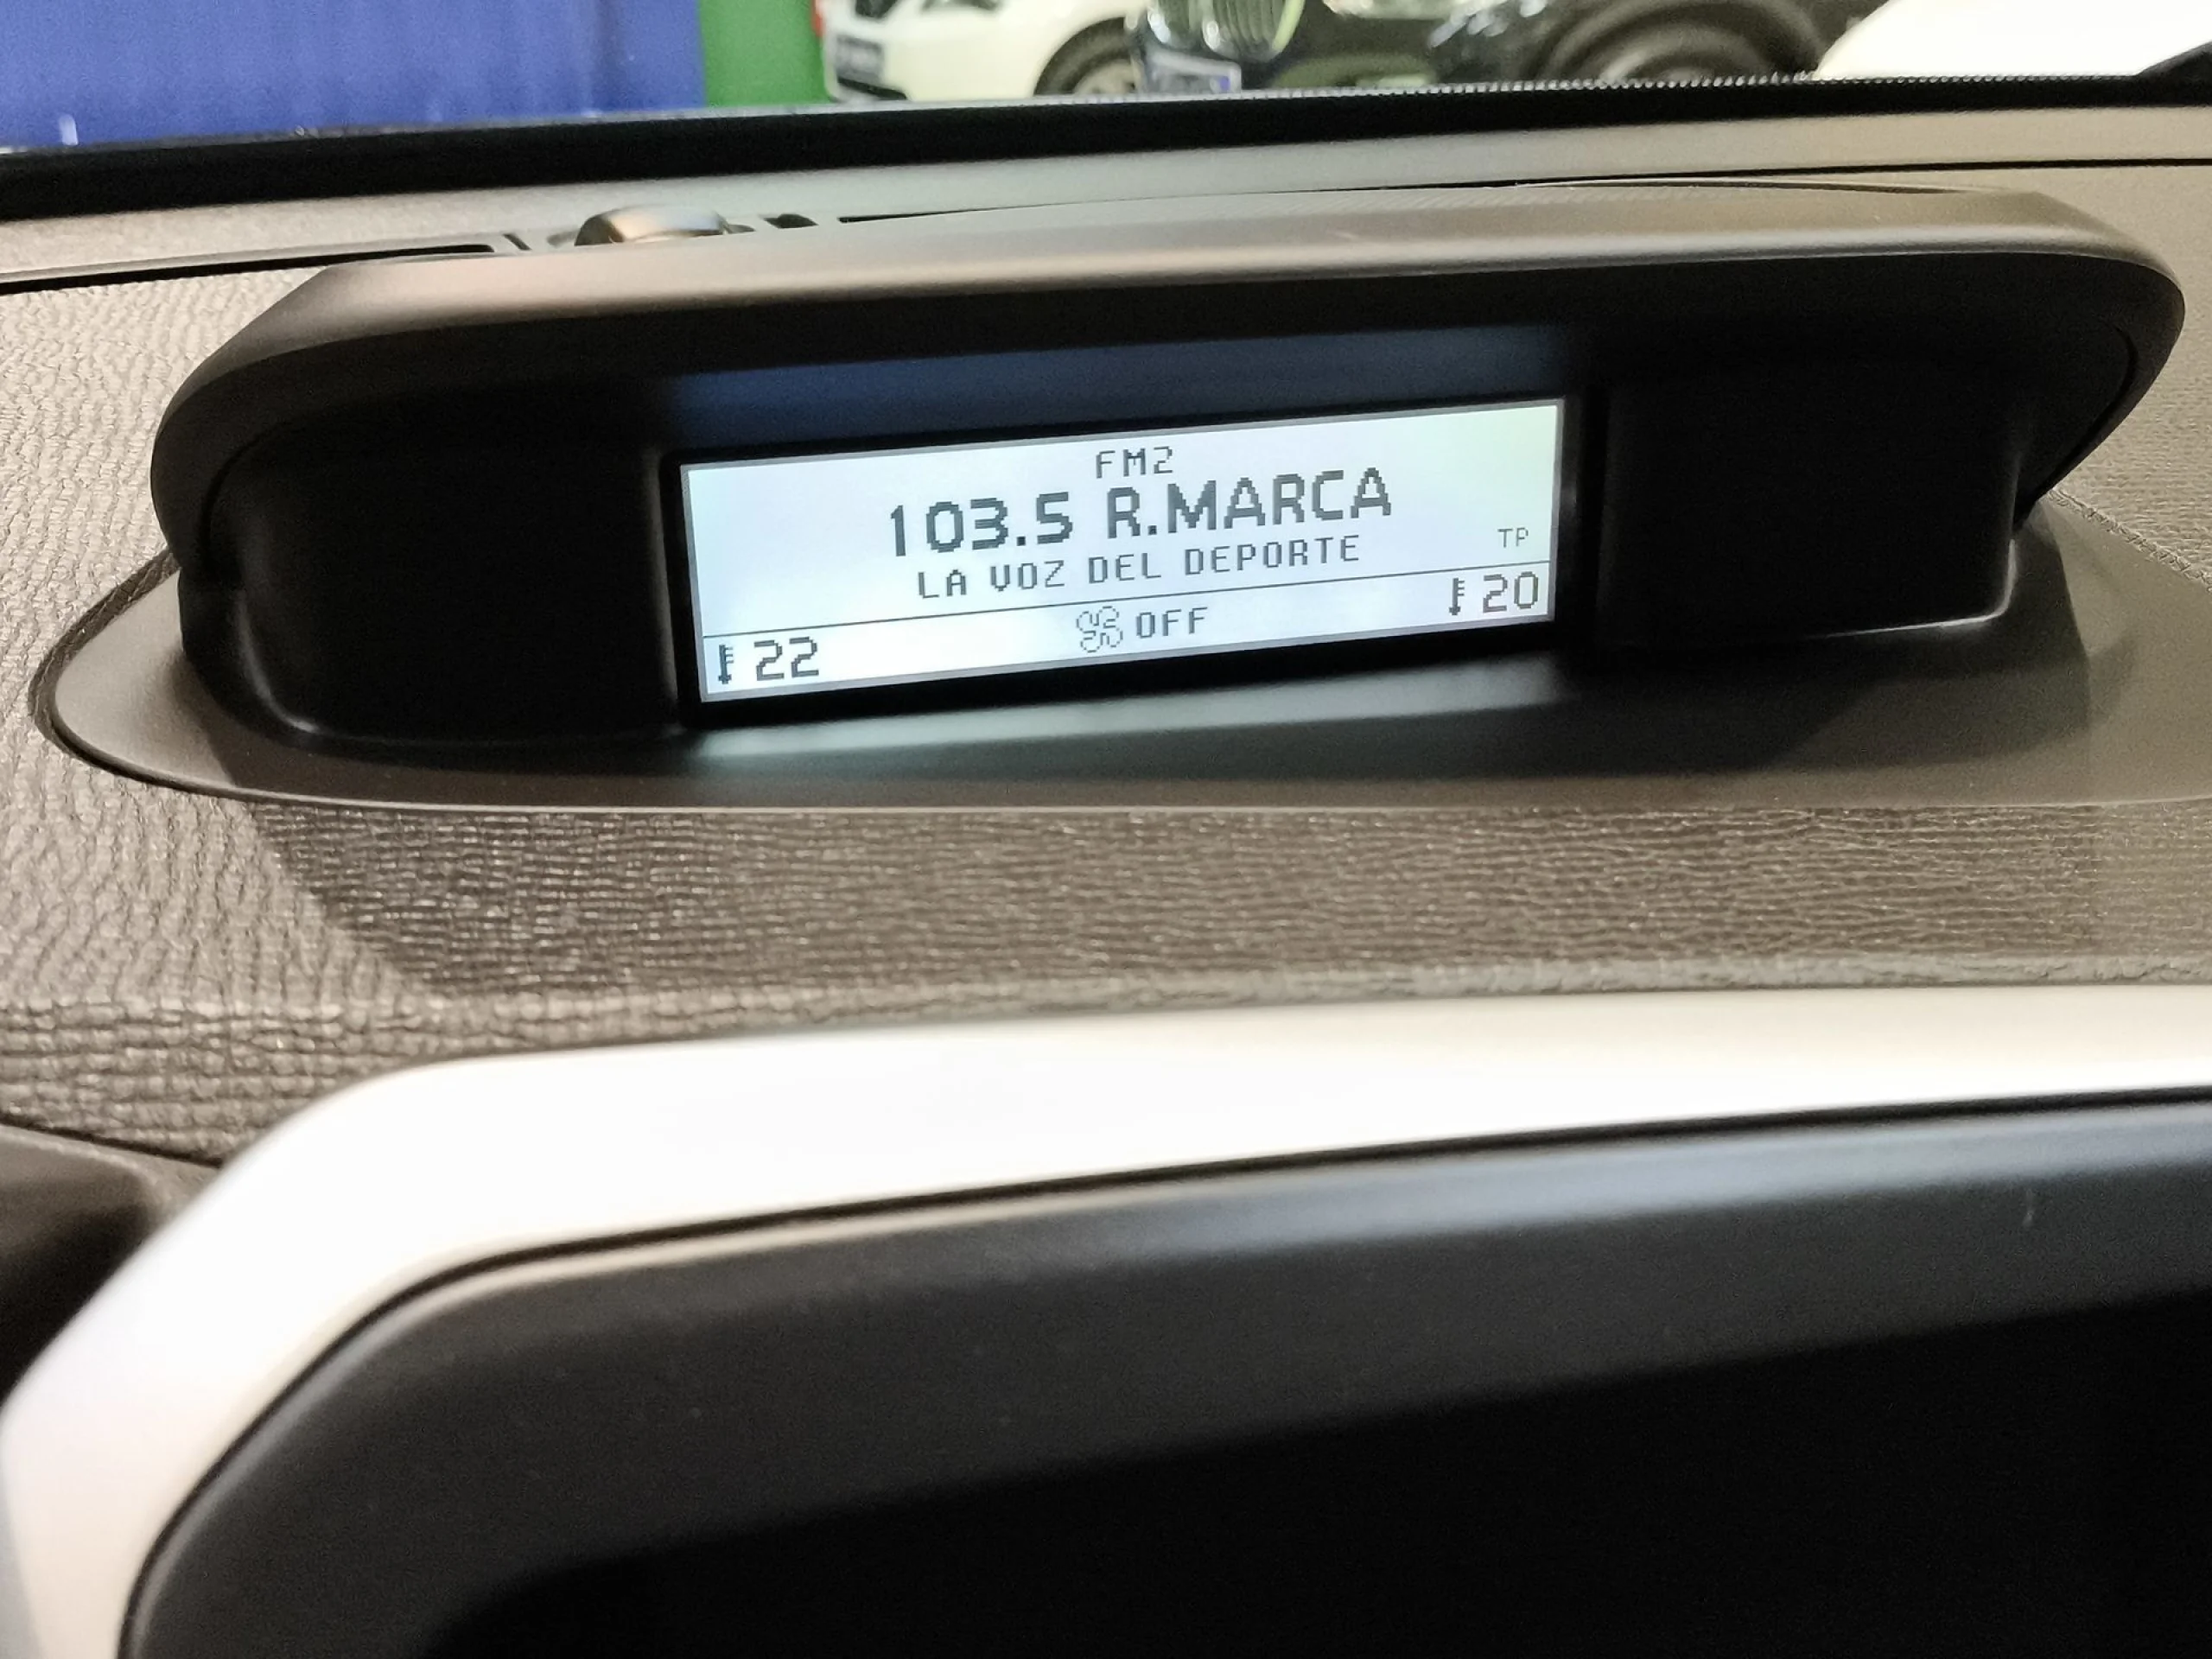 FM2
103.5 R.MARCA
LA VOZ DEL DEPORTE
TP
22 OFF 20